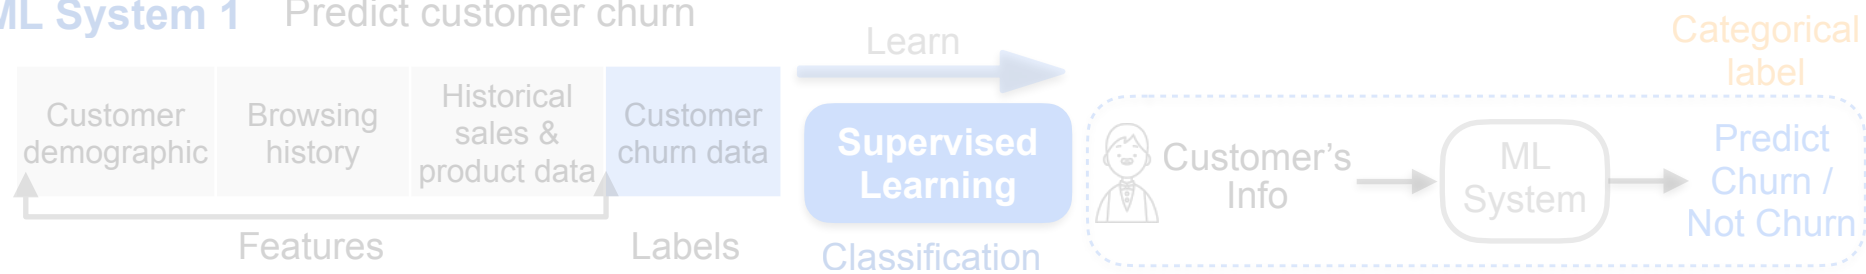 ML System 1 Predict customer churn
Learn
Categorical
label
Customer
demographic
Browsing
history
Historical
sales &
product data
Customer
churn data
Supervised
Learning
Customer's
Info
ML
System
Predict
Churn /
Not Churn
Features
Labels
Classification